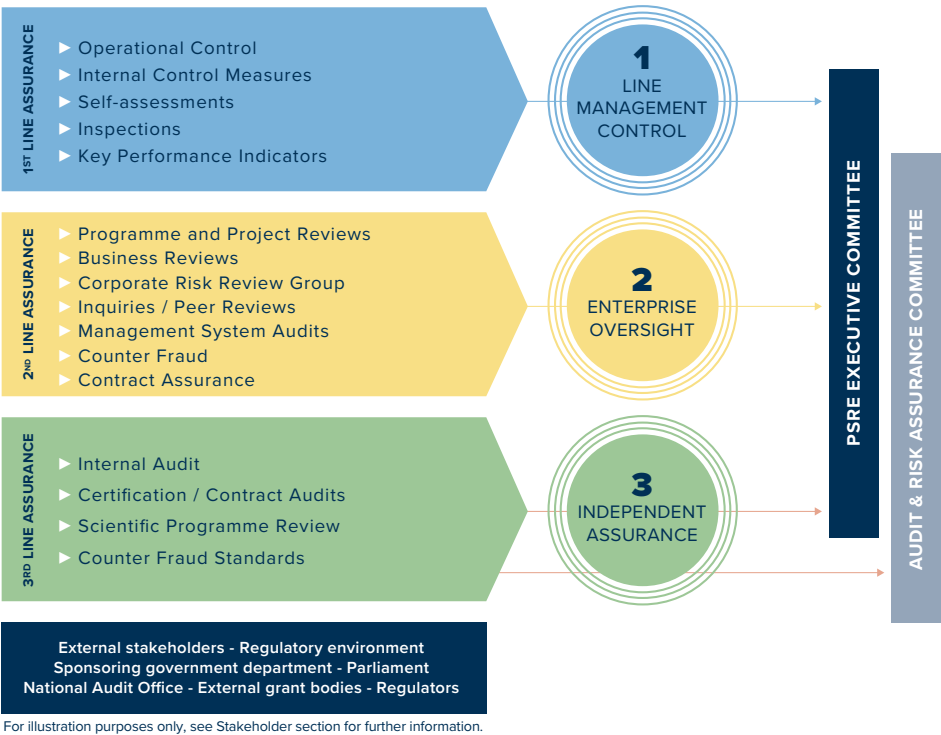 1ST LINE ASSURANCE
Operational Control
Internal Control Measures
Self-assessments
Inspections
Key Performance Indicators
1
LINE
MANAGEMENT
CONTROL
2ND LINE ASSURANCE
Programme and Project Reviews
Business Reviews
Corporate Risk Review Group
Inquiries / Peer Reviews
Management System Audits
Counter Fraud
Contract Assurance
2
ENTERPRISE
OVERSIGHT
3RD LINE ASSURANCE
Internal Audit
Certification / Contract Audits
Scientific Programme Review
Counter Fraud Standards
3
INDEPENDENT
ASSURANCE
PSRE EXECUTIVE COMMITTEE
AUDIT & RISK ASSURANCE COMMITTEE
External stakeholders - Regulatory environment
Sponsoring government department - Parliament
National Audit Office - External grant bodies - Regulators
For illustration purposes only, see Stakeholder section for further information.